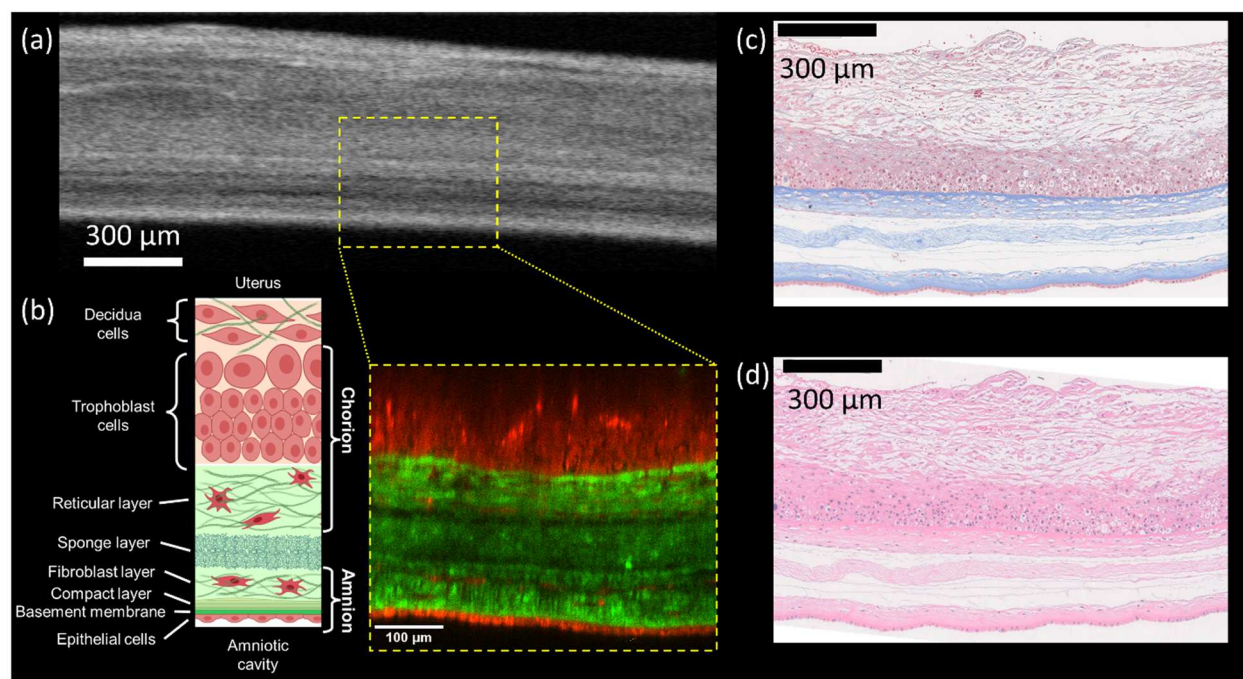 (a)
300 µm
(b)
Uterus
Decidua
cells
Trophoblast
cells
Reticular layer
Sponge layer
Fibroblast layer
Compact layer
Basement membrane
Epithelial cells
Chorion
Amnion
Amniotic
cavity
100 µm
(c)
300 µm
(d)
300 µm